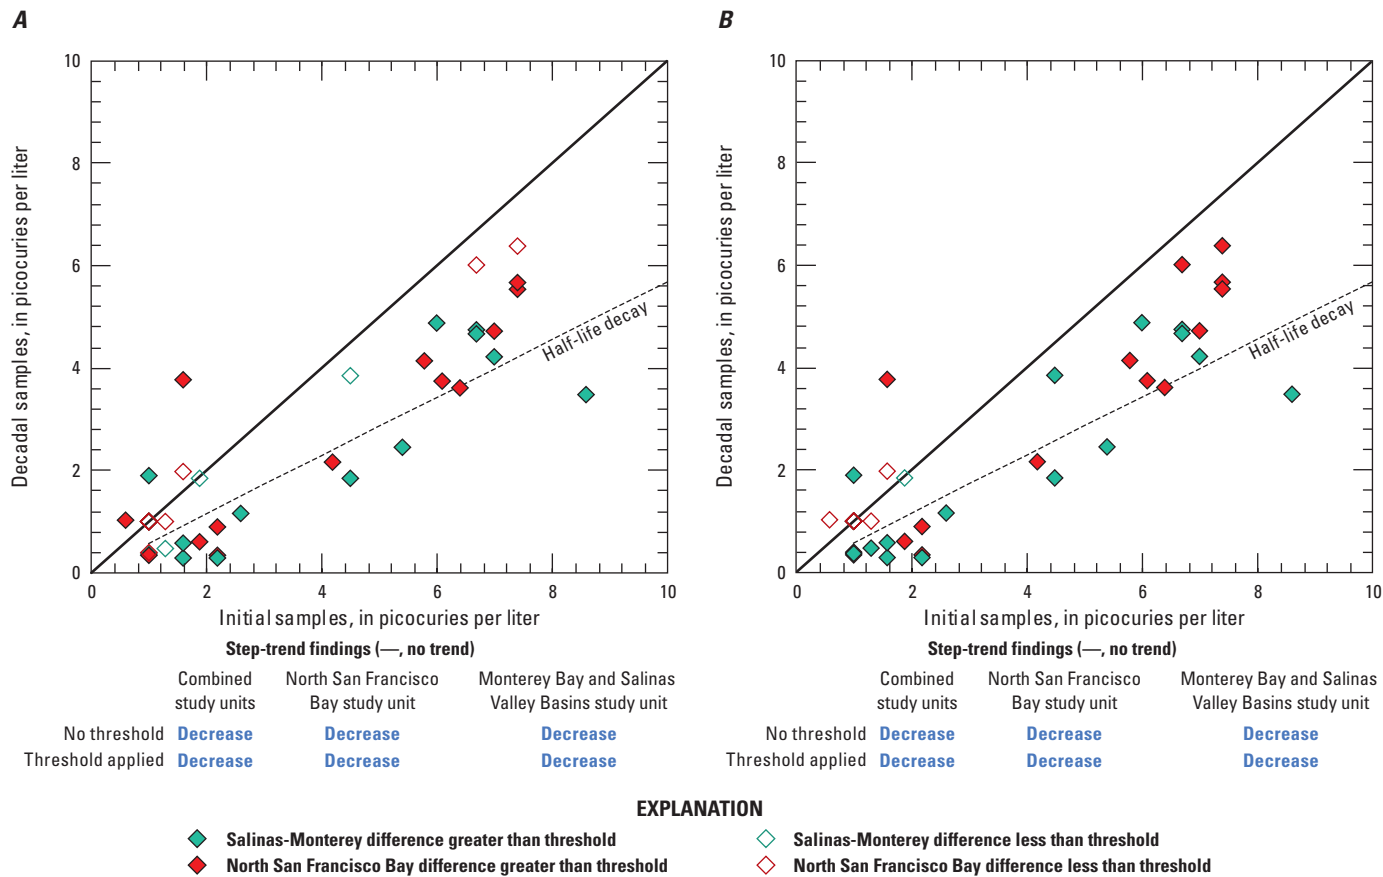 A
B
10
8
6
4
2
0
Decadal samples, in picocuries per liter
Half-life decay
0 2 4 6 8 10
Initial samples, in picocuries per liter
Step-trend findings (—, no trend)
Combined study units
North San Francisco Bay study unit
Monterey Bay and Salinas Valley Basins study unit
No threshold Decrease Decrease Decrease
Threshold applied Decrease Decrease Decrease
10
8
6
4
2
0
Decadal samples, in picocuries per liter
Half-life decay
0 2 4 6 8 10
Initial samples, in picocuries per liter
Step-trend findings (—, no trend)
Combined study units
North San Francisco Bay study unit
Monterey Bay and Salinas Valley Basins study unit
No threshold Decrease Decrease Decrease
Threshold applied Decrease Decrease Decrease
EXPLANATION
Salinas-Monterey difference greater than threshold
North San Francisco Bay difference greater than threshold
Salinas-Monterey difference less than threshold
North San Francisco Bay difference less than threshold